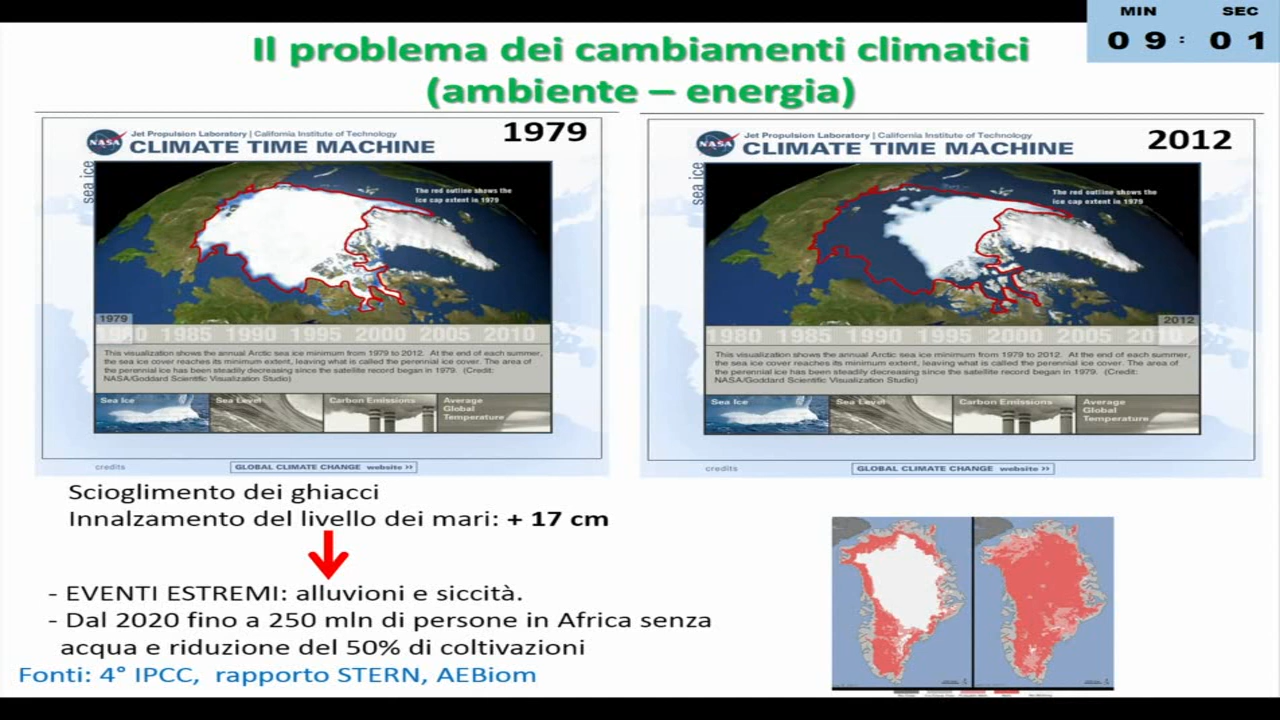 MIN SEC
09 : 01
Il problema dei cambiamenti climatici
(ambiente – energia)
NASA
Jet Propulsion Laboratory | California Institute of Technology
CLIMATE TIME MACHINE
1979
sea ice
The red outline shows the
ice cap extent in 1979
1979
1980 1985 1990 1995 2000 2005 2010
This visualization shows the annual Arctic sea ice minimum from 1979 to 2012. At the end of each summer,
the sea ice cover reaches its minimum extent, leaving what is called the perennial ice cover. The area of
the perennial ice has been steadily decreasing since the satellite record began in 1979. (Credit:
NASA/Goddard Scientific Visualization Studio)
Sea Ice
Sea Level
Carbon Emissions
Average
Global
Temperature
credits
GLOBAL CLIMATE CHANGE website >>
NASA
Jet Propulsion Laboratory | California Institute of Technology
CLIMATE TIME MACHINE
2012
sea ice
The red outline shows the
ice cap extent in 1979
2012
1980 1985 1990 1995 2000 2005 2010
This visualization shows the annual Arctic sea ice minimum from 1979 to 2012. At the end of each summer,
the sea ice cover reaches its minimum extent, leaving what is called the perennial ice cover. The area of
the perennial ice has been steadily decreasing since the satellite record began in 1979. (Credit:
NASA/Goddard Scientific Visualization Studio)
Sea Ice
Sea Level
Carbon Emissions
Average
Global
Temperature
credits
GLOBAL CLIMATE CHANGE website >>
Scioglimento dei ghiacci
Innalzamento del livello dei mari: + 17 cm
- EVENTI ESTREMI: alluvioni e siccità.
- Dal 2020 fino a 250 mln di persone in Africa senza
acqua e riduzione del 50% di coltivazioni
Fonti: 4° IPCC, rapporto STERN, AEBiom